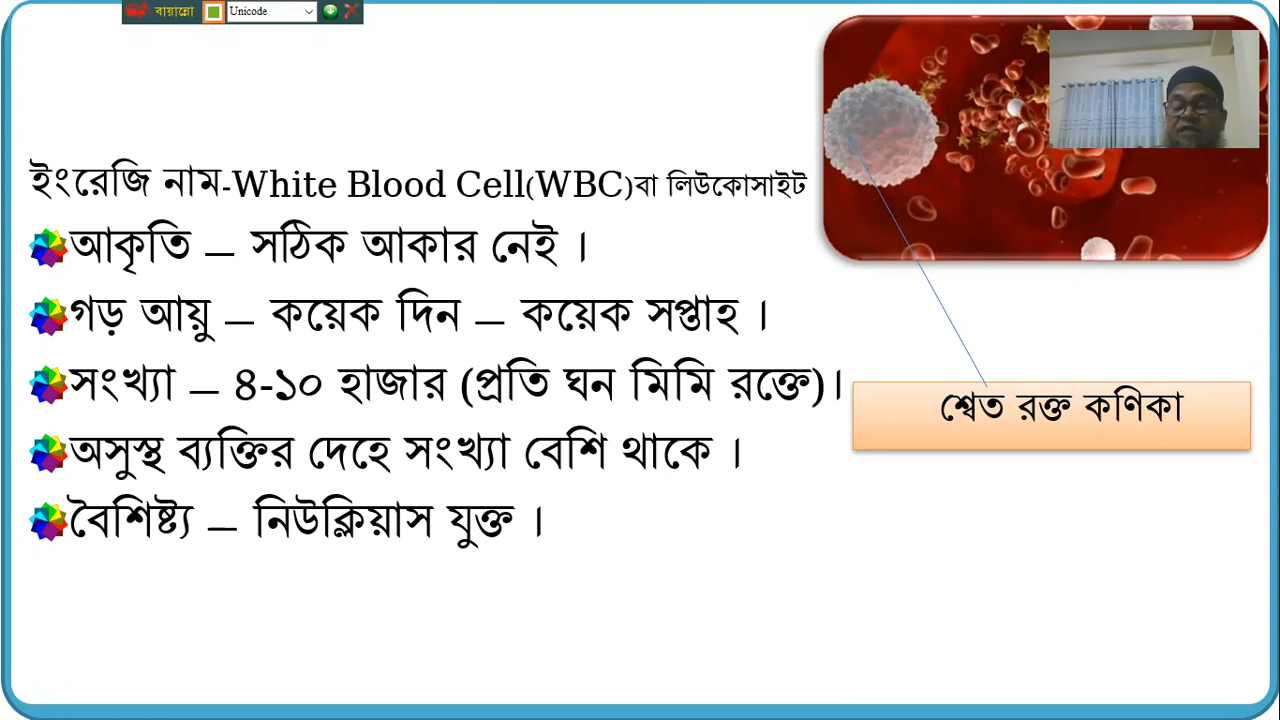 বায়ান্নো Unicode
ইংরেজি নাম-White Blood Cell(WBC)বা লিউকোসাইট
আকৃতি – সঠিক আকার নেই ।
গড় আয়ু – কয়েক দিন – কয়েক সপ্তাহ ।
সংখ্যা – ৪-১০ হাজার (প্রতি ঘন মিমি রক্তে)।
অসুস্থ ব্যক্তির দেহে সংখ্যা বেশি থাকে ।
বৈশিষ্ট্য – নিউক্লিয়াস যুক্ত ।
শ্বেত রক্ত কণিকা